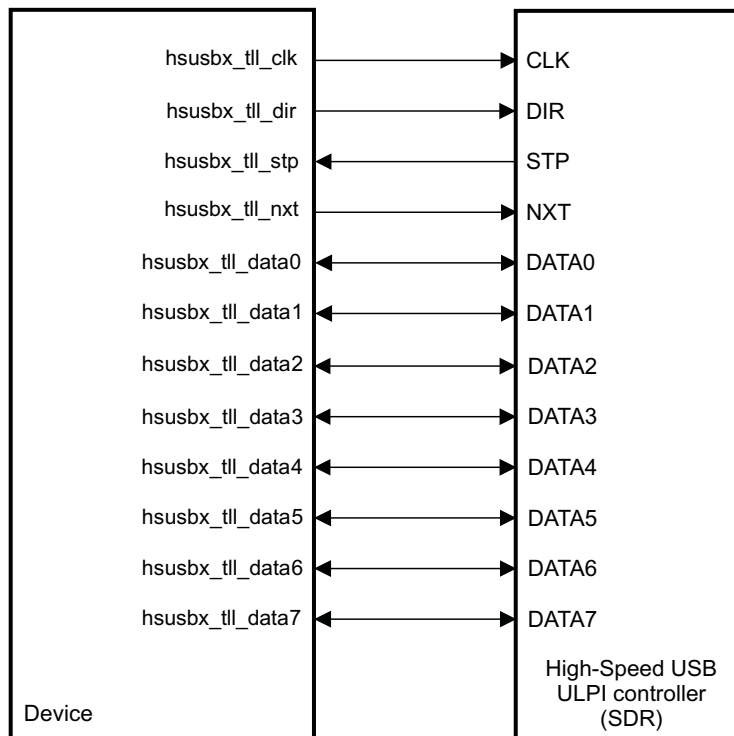 hsusbx_tll_clk CLK
hsusbx_tll_dir DIR
hsusbx_tll_stp STP
hsusbx_tll_nxt NXT
hsusbx_tll_data0 DATA0
hsusbx_tll_data1 DATA1
hsusbx_tll_data2 DATA2
hsusbx_tll_data3 DATA3
hsusbx_tll_data4 DATA4
hsusbx_tll_data5 DATA5
hsusbx_tll_data6 DATA6
hsusbx_tll_data7 DATA7
Device
High-Speed USB
ULPI controller
(SDR)